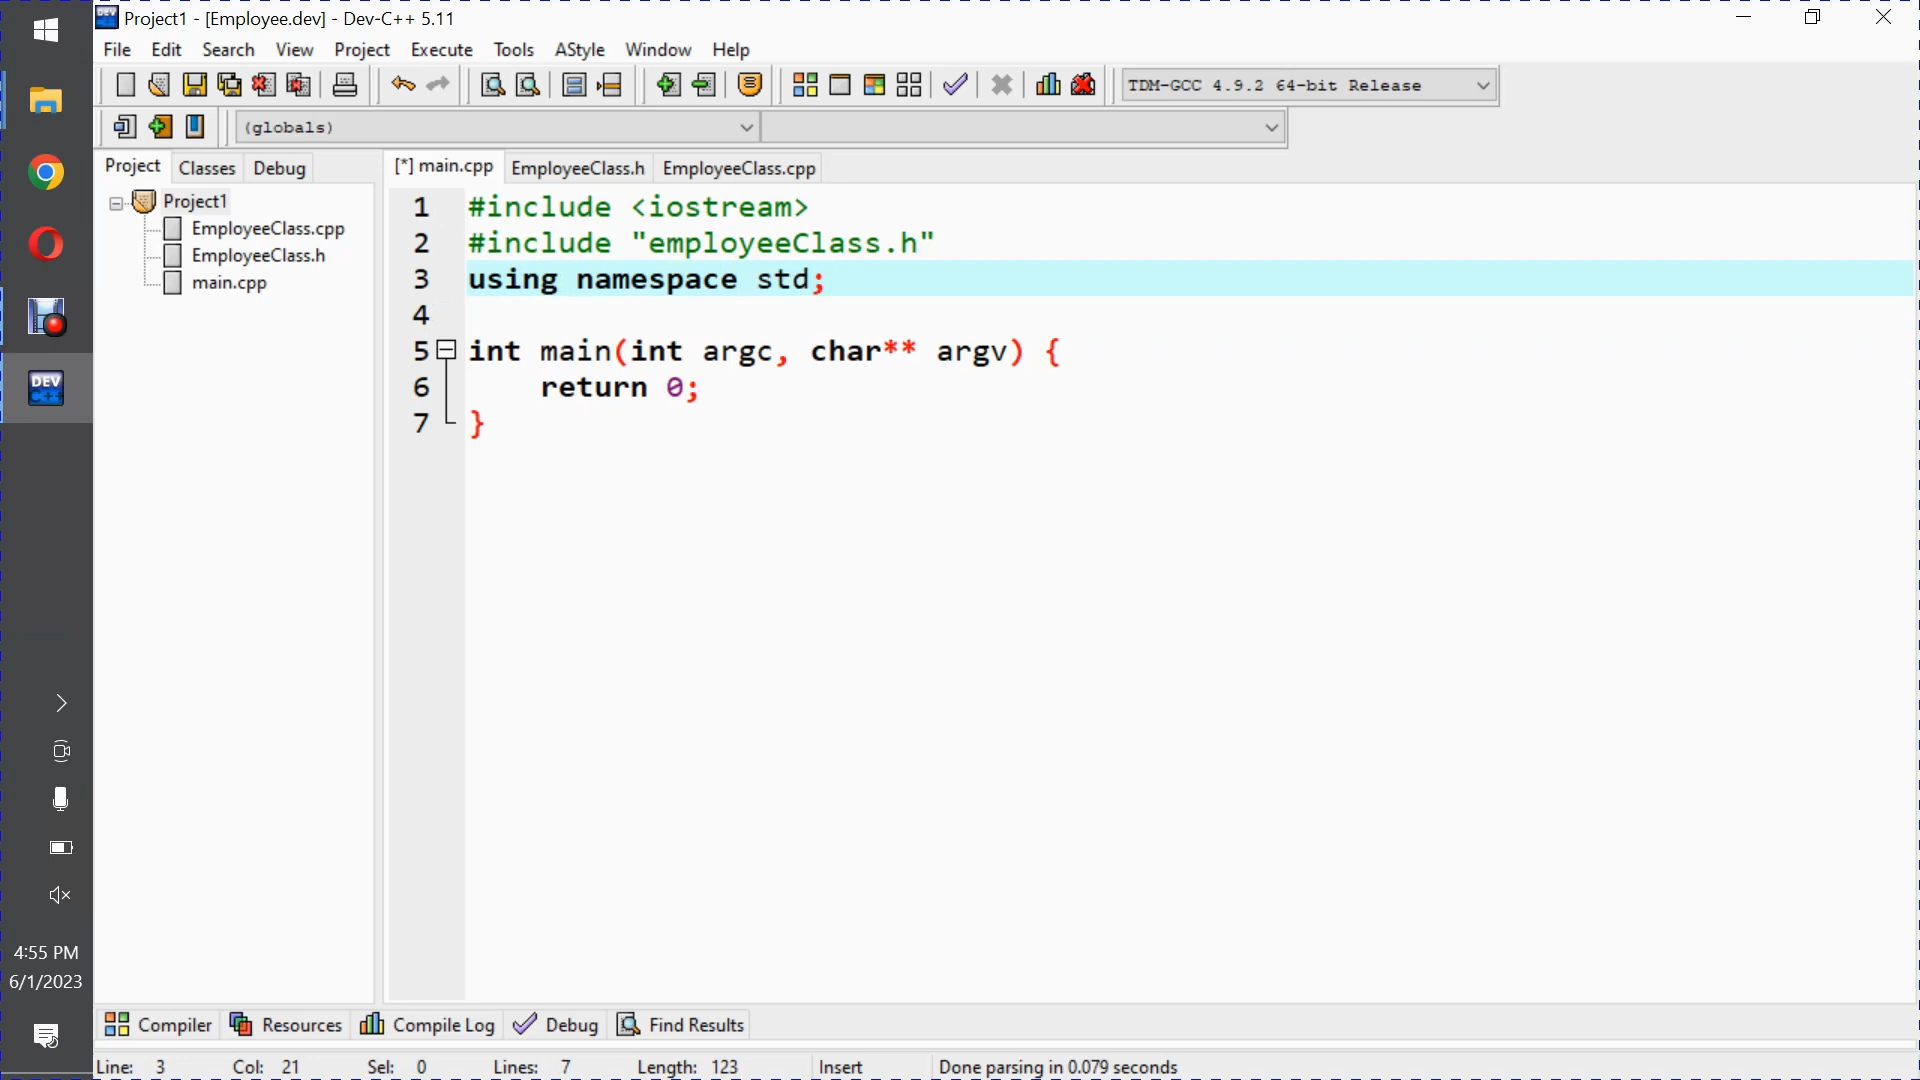 Project1 - [Employee.dev] - Dev-C++ 5.11
File Edit Search View Project Execute Tools AStyle Window Help
TDM-GCC 4.9.2 64-bit Release
(globals)
Project Classes Debug
[*] main.cpp EmployeeClass.h EmployeeClass.cpp
Project1
EmployeeClass.cpp
EmployeeClass.h
main.cpp
1 #include <iostream>
2 #include "employeeClass.h"
3 using namespace std;
4
5 int main(int argc, char** argv) {
6 return 0;
7 }
DEV
C++
4:55 PM
6/1/2023
Compiler Resources Compile Log Debug Find Results
Line: 3 Col: 21 Sel: 0 Lines: 7 Length: 123 Insert Done parsing in 0.079 seconds